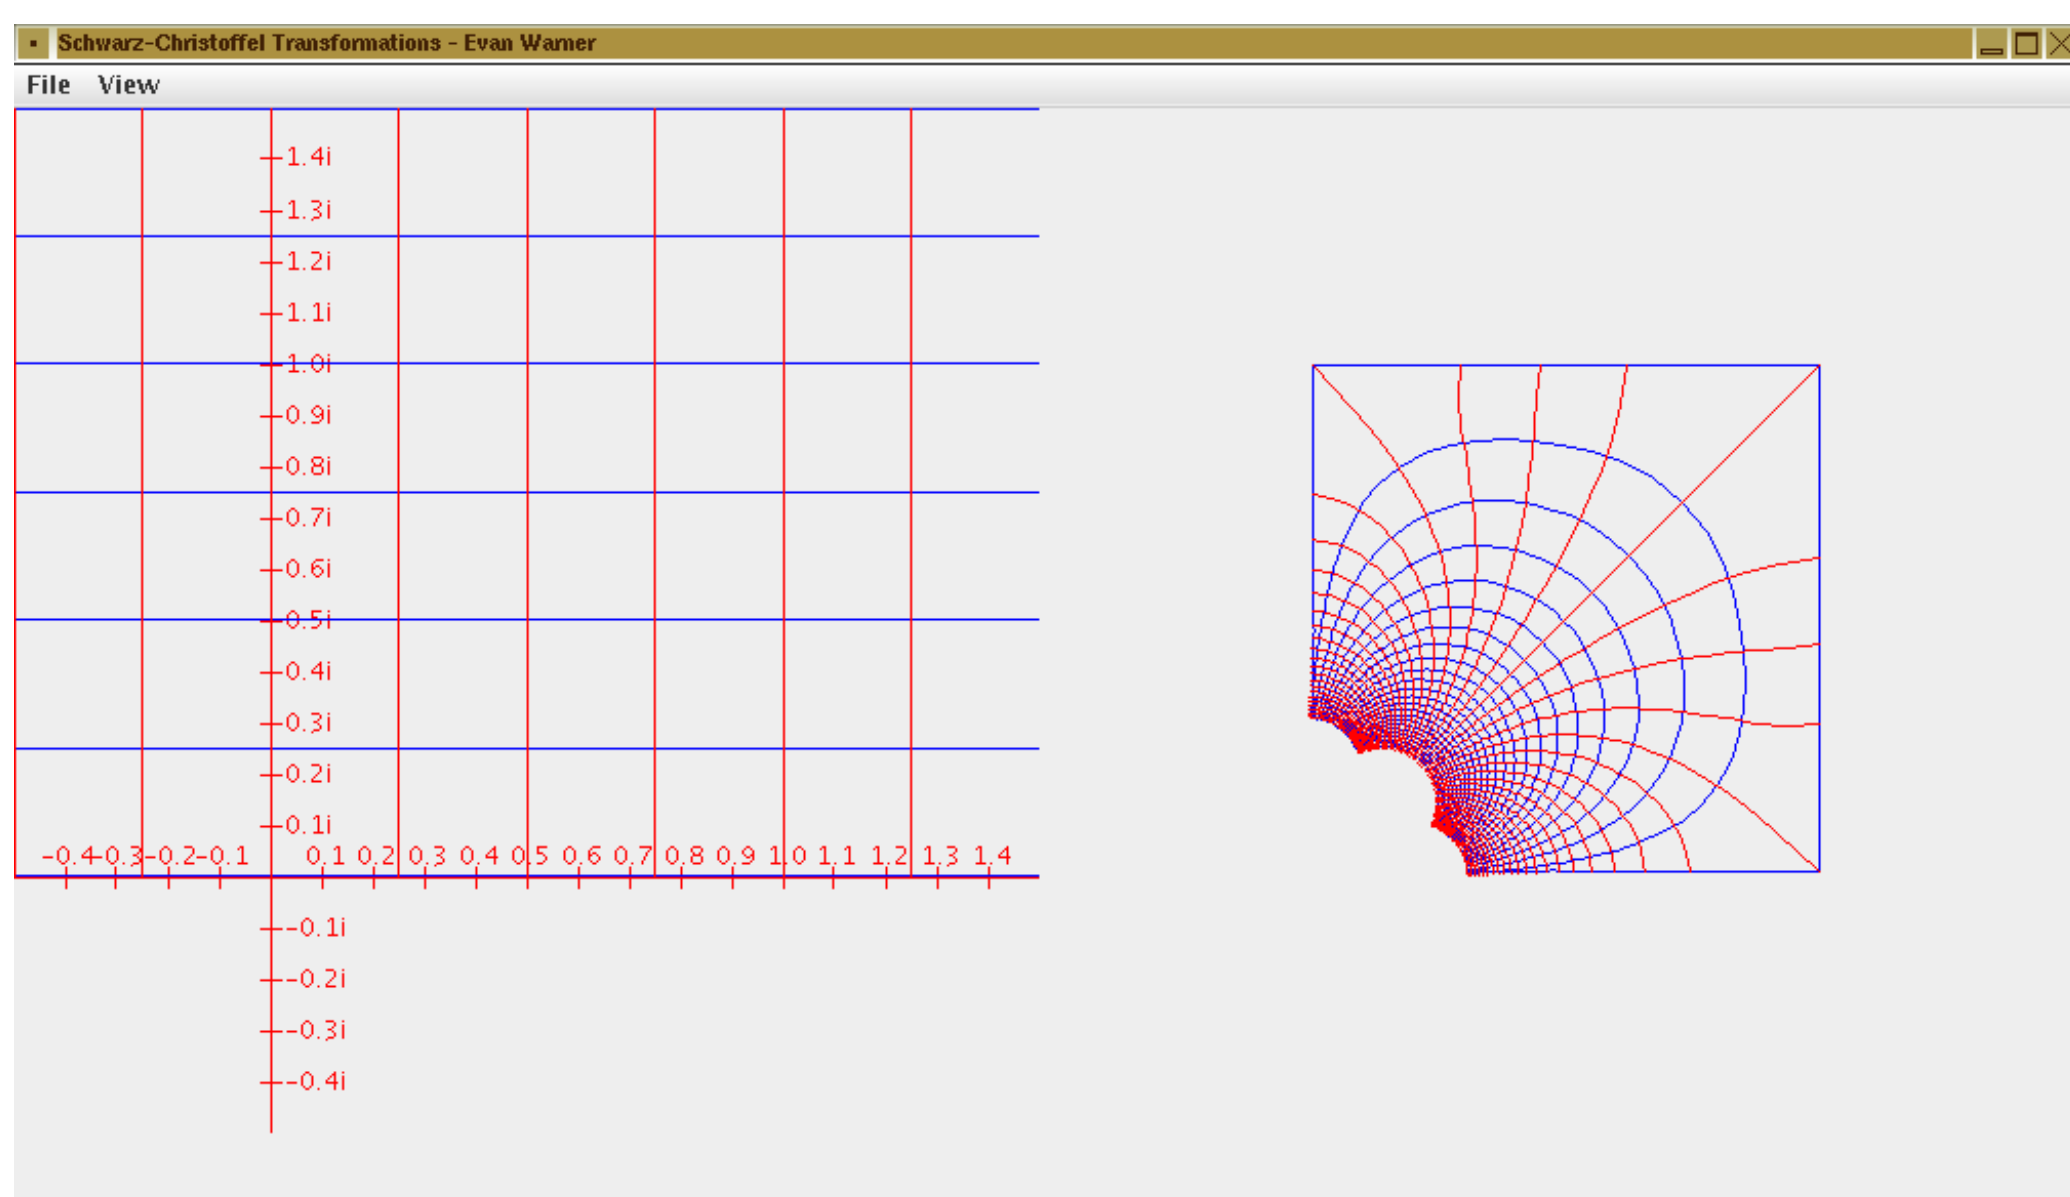 Schwarz-Christoffel Transformations - Evan Warner
File View
1.4i
1.3i
1.2i
1.1i
1.0i
0.9i
0.8i
0.7i
0.6i
0.5i
0.4i
0.3i
0.2i
0.1i
-0.4 -0.3 -0.2 -0.1 0.1 0.2 0.3 0.4 0.5 0.6 0.7 0.8 0.9 1.0 1.1 1.2 1.3 1.4
-0.1i
-0.2i
-0.3i
-0.4i